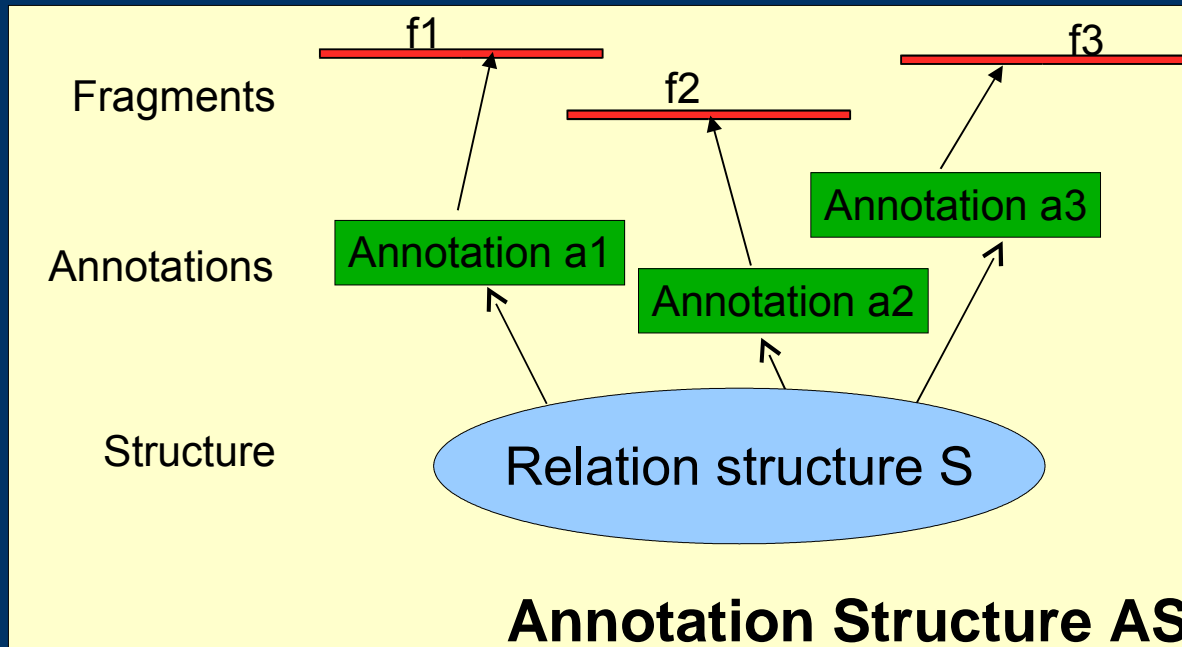 f1
f3
f2
Fragments
Annotation a3
Annotation a1
Annotations
Annotation a2
Structure
Relation structure S
Annotation Structure AS